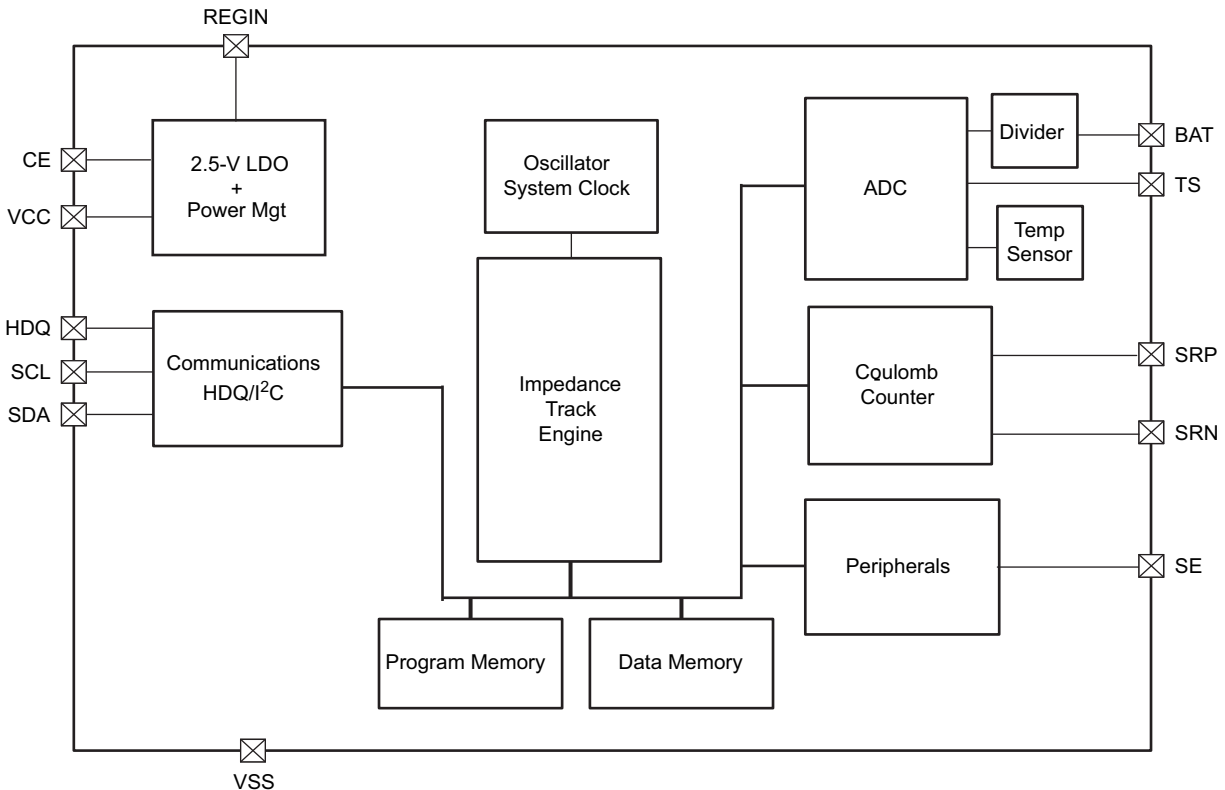 REGIN
CE
VCC
2.5-V LDO
+
Power Mgt
Oscillator
System Clock
ADC
Divider
BAT
TS
Temp
Sensor
HDQ
SCL
SDA
Communications
HDQ/I²C
Impedance
Track
Engine
Coulomb
Counter
SRP
SRN
Peripherals
SE
Program Memory
Data Memory
VSS